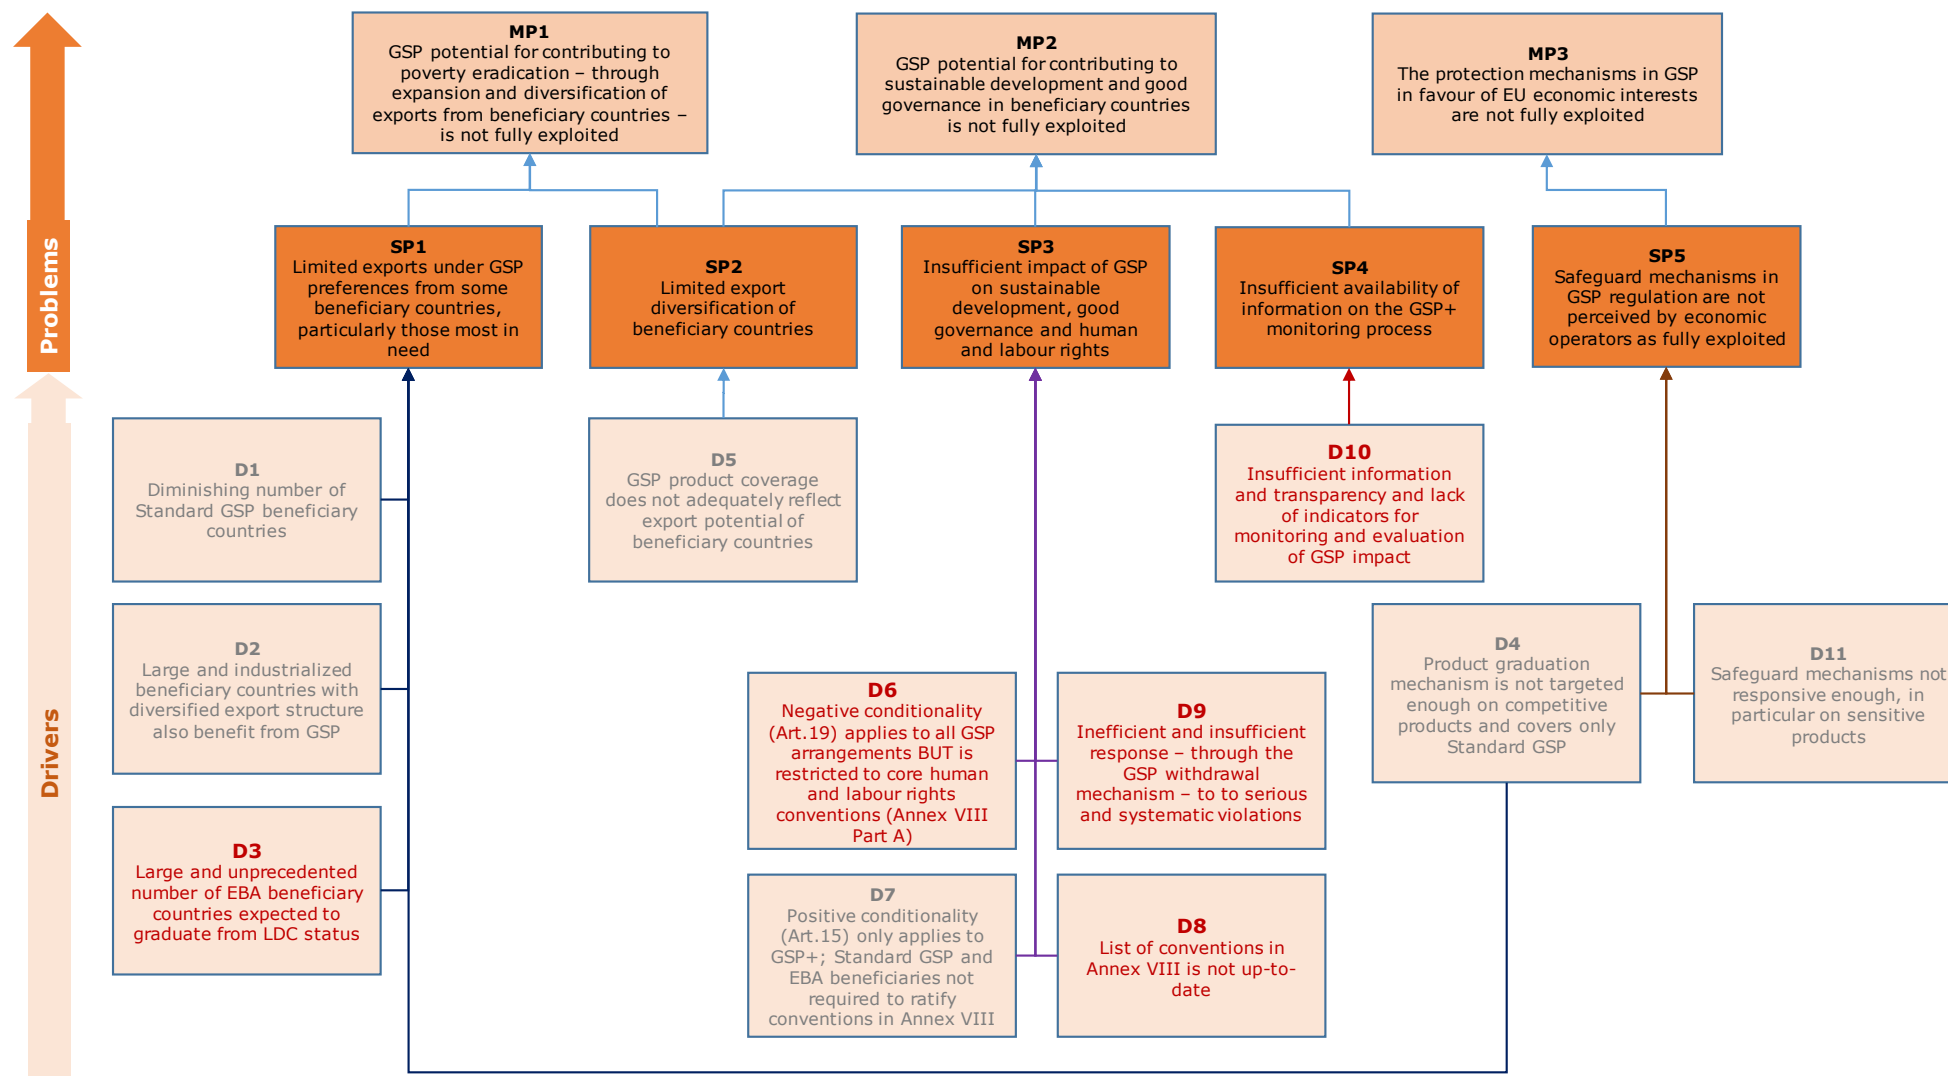 MP1
GSP potential for contributing to
poverty eradication – through
expansion and diversification of
exports from beneficiary countries –
is not fully exploited
MP2
GSP potential for contributing to
sustainable development and good
governance in beneficiary countries
is not fully exploited
MP3
The protection mechanisms in GSP
in favour of EU economic interests
are not fully exploited
Problems
SP1
Limited exports under GSP
preferences from some
beneficiary countries,
particularly those most in
need
SP2
Limited export
diversification of
beneficiary countries
SP3
Insufficient impact of GSP
on sustainable
development, good
governance and human
and labour rights
SP4
Insufficient availability of
information on the GSP+
monitoring process
SP5
Safeguard mechanisms in
GSP regulation are not
perceived by economic
operators as fully exploited
Drivers
D1
Diminishing number of
Standard GSP beneficiary
countries
D5
GSP product coverage
does not adequately reflect
export potential of
beneficiary countries
D10
Insufficient information
and transparency and lack
of indicators for
monitoring and evaluation
of GSP impact
D2
Large and industrialized
beneficiary countries with
diversified export structure
also benefit from GSP
D6
Negative conditionality
(Art.19) applies to all GSP
arrangements BUT is
restricted to core human
and labour rights
conventions (Annex VIII
Part A)
D9
Inefficient and insufficient
response – through the
GSP withdrawal
mechanism – to to serious
and systematic violations
D4
Product graduation
mechanism is not targeted
enough on competitive
products and covers only
Standard GSP
D11
Safeguard mechanisms not
responsive enough, in
particular on sensitive
products
D3
Large and unprecedented
number of EBA beneficiary
countries expected to
graduate from LDC status
D7
Positive conditionality
(Art.15) only applies to
GSP+; Standard GSP and
EBA beneficiaries not
required to ratify
conventions in Annex VIII
D8
List of conventions in
Annex VIII is not up-to-
date